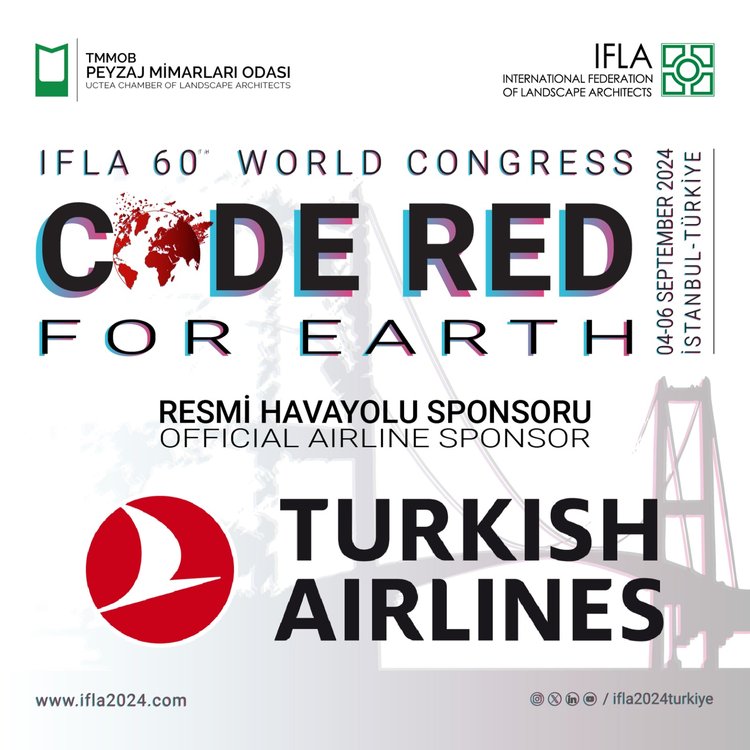 TMMOB
PEYZAJ MİMARLARI ODASI
UCTEA CHAMBER OF LANDSCAPE ARCHITECTS
IFLA
INTERNATIONAL FEDERATION
OF LANDSCAPE ARCHITECTS
IFLA 60TH WORLD CONGRESS
CODE RED
FOR EARTH
04-06 SEPTEMBER 2024
İSTANBUL-TÜRKİYE
RESMİ HAVAYOLU SPONSORU
OFFICIAL AIRLINE SPONSOR
TURKISH
AIRLINES
www.ifla2024.com
/ ifla2024turkiye